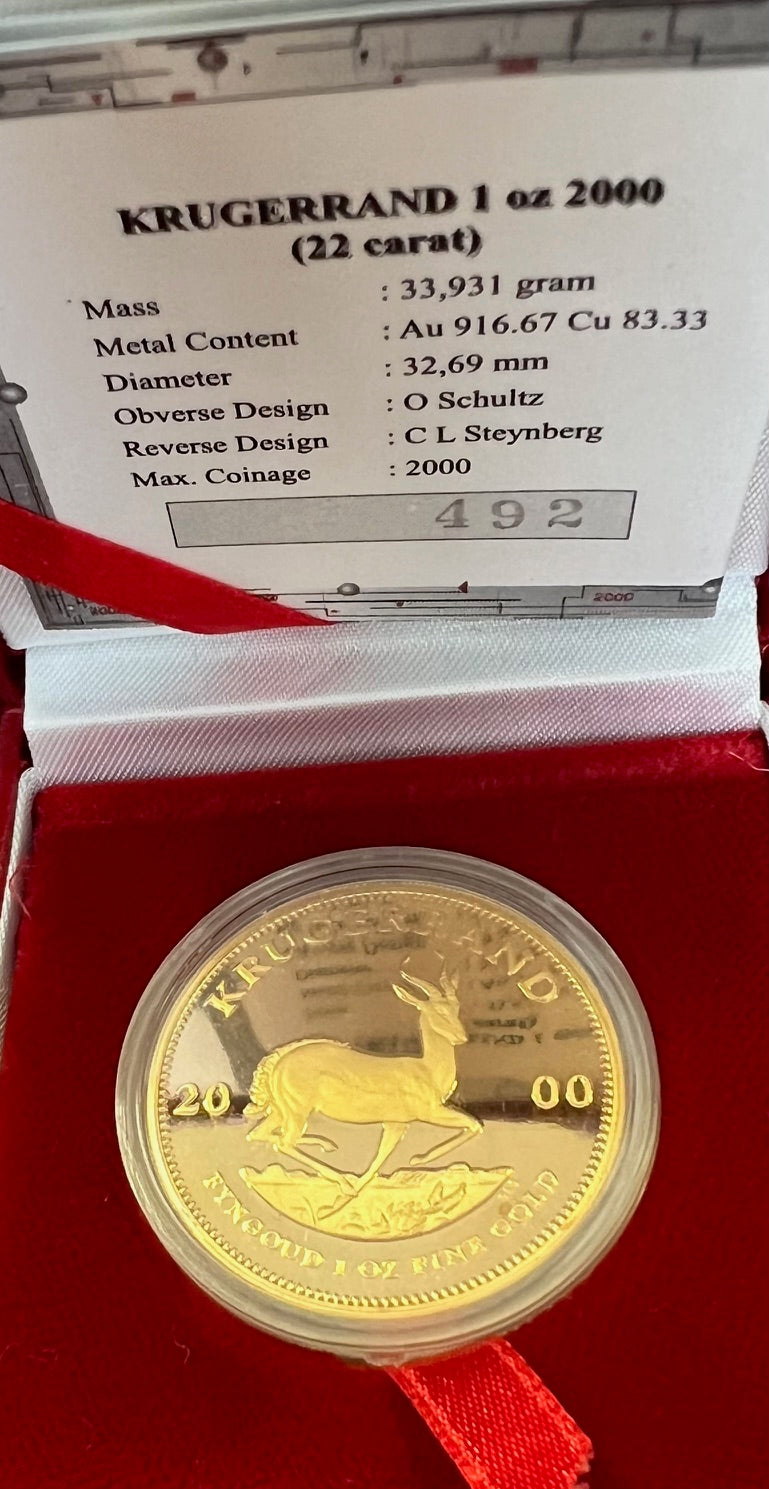 KRUGERRAND 1 oz 2000
(22 carat)
Mass : 33,931 gram
Metal Content : Au 916.67 Cu 83.33
Diameter : 32,69 mm
Obverse Design : O Schultz
Reverse Design : C L Steynberg
Max. Coinage : 2000
492
2000
KRUGERRAND
20 00
FYNGOUD 1 OZ FINE GOLD